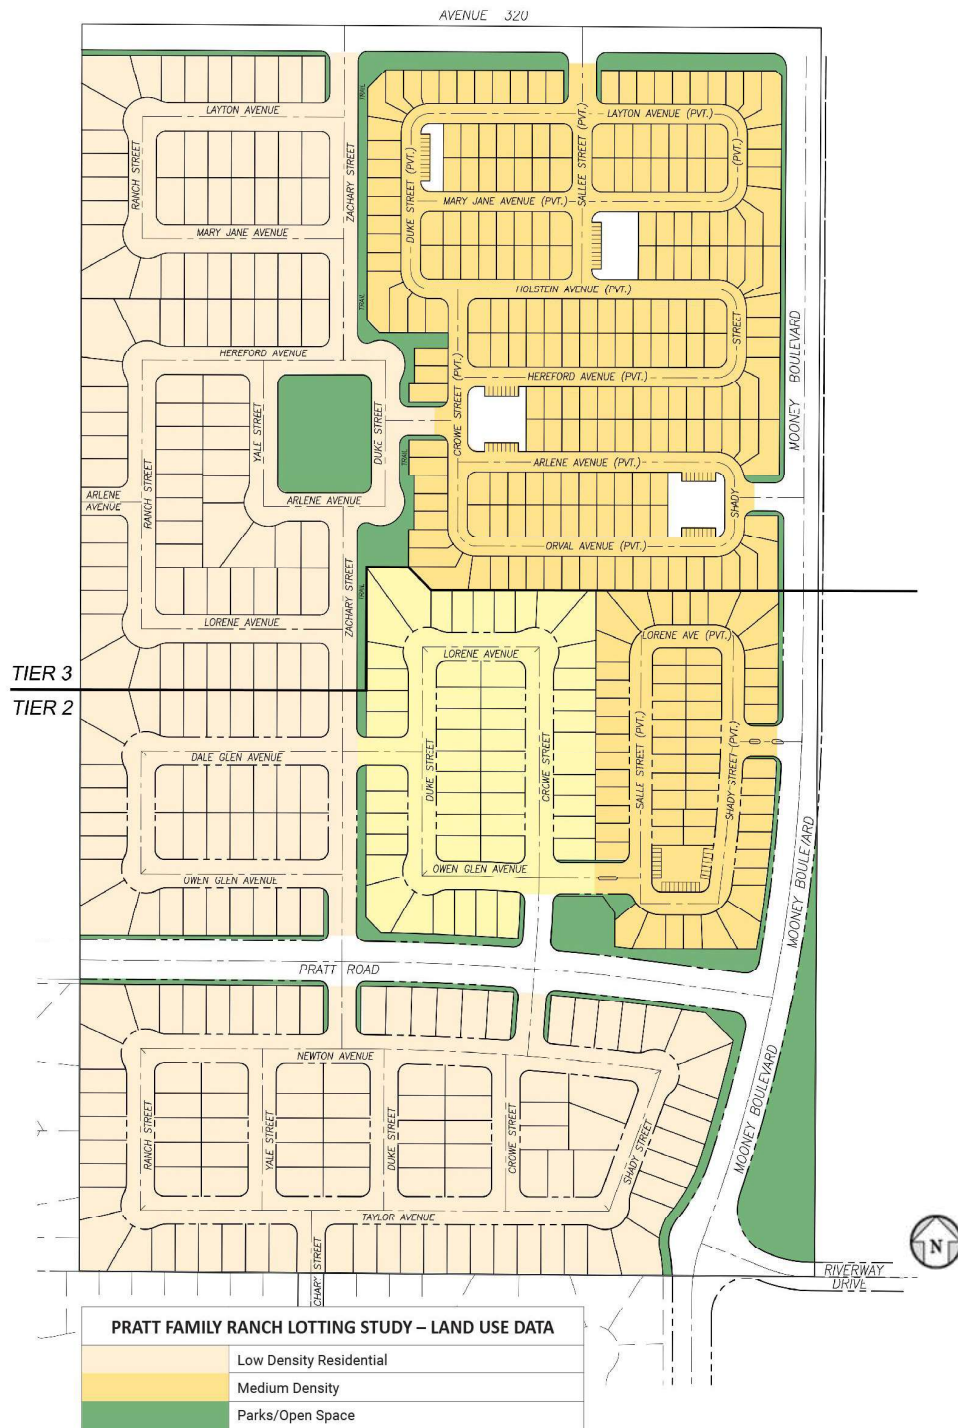 AVENUE 320
TRAIL
LAYTON AVENUE
LAYTON AVENUE (PVT.)
RANCH STREET
ZACHARY STREET
DUKE STREET (PVT.)
SALLEE STREET (PVT.)
(PVT.)
MARY JANE AVENUE (PVT.)
MARY JANE AVENUE
HOLSTEIN AVENUE (PVT.)
TRAIL
STREET
MOONEY BOULEVARD
HEREFORD AVENUE
HEREFORD AVENUE (PVT.)
YALE STREET
DUKE STREET
CROWE STREET (PVT.)
TRAIL
ARLENE AVENUE (PVT.)
ARLENE
AVENUE
RANCH STREET
ARLENE AVENUE
SHADY
ORVAL AVENUE (PVT.)
ZACHARY STREET
TRAIL
LORENE AVENUE
LORENE AVE (PVT.)
LORENE AVENUE
TIER 3
TIER 2
DALE GLEN AVENUE
DUKE STREET
CROWE STREET
SALLE STREET (PVT.)
SHADY STREET (PVT.)
OWEN GLEN AVENUE
OWEN GLEN AVENUE
MOONEY BOULEVARD
MOONEY BOULEVARD
PRATT ROAD
NEWTON AVENUE
RANCH STREET
YALE STREET
DUKE STREET
CROWE STREET
SHADY STREET
MOONEY BOULEVARD
TAYLOR AVENUE
CHARY STREET
RIVERWAY
DRIVE
N
PRATT FAMILY RANCH LOTTING STUDY – LAND USE DATA
Low Density Residential
Medium Density
Parks/Open Space